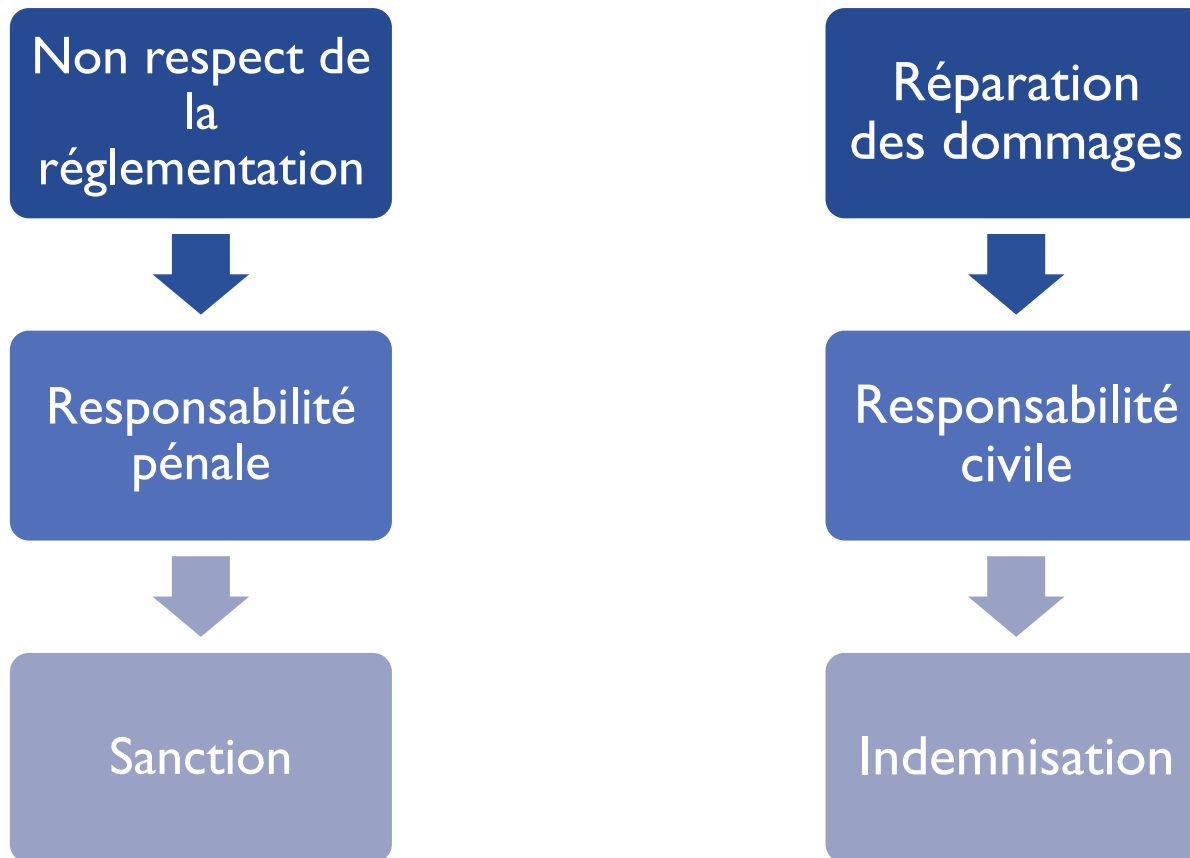 Non respect de
la
réglementation
Responsabilité
pénale
Sanction
Réparation
des dommages
Responsabilité
civile
Indemnisation